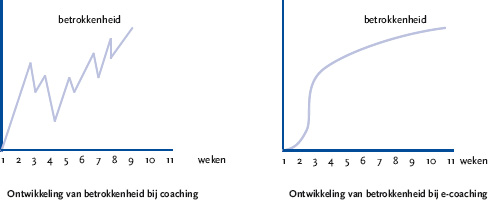 betrokkenheid
1 2 3 4 5 6 7 8 9 10 11 weken
Ontwikkeling van betrokkenheid bij coaching
betrokkenheid
1 2 3 4 5 6 7 8 9 10 11 weken
Ontwikkeling van betrokkenheid bij e-coaching